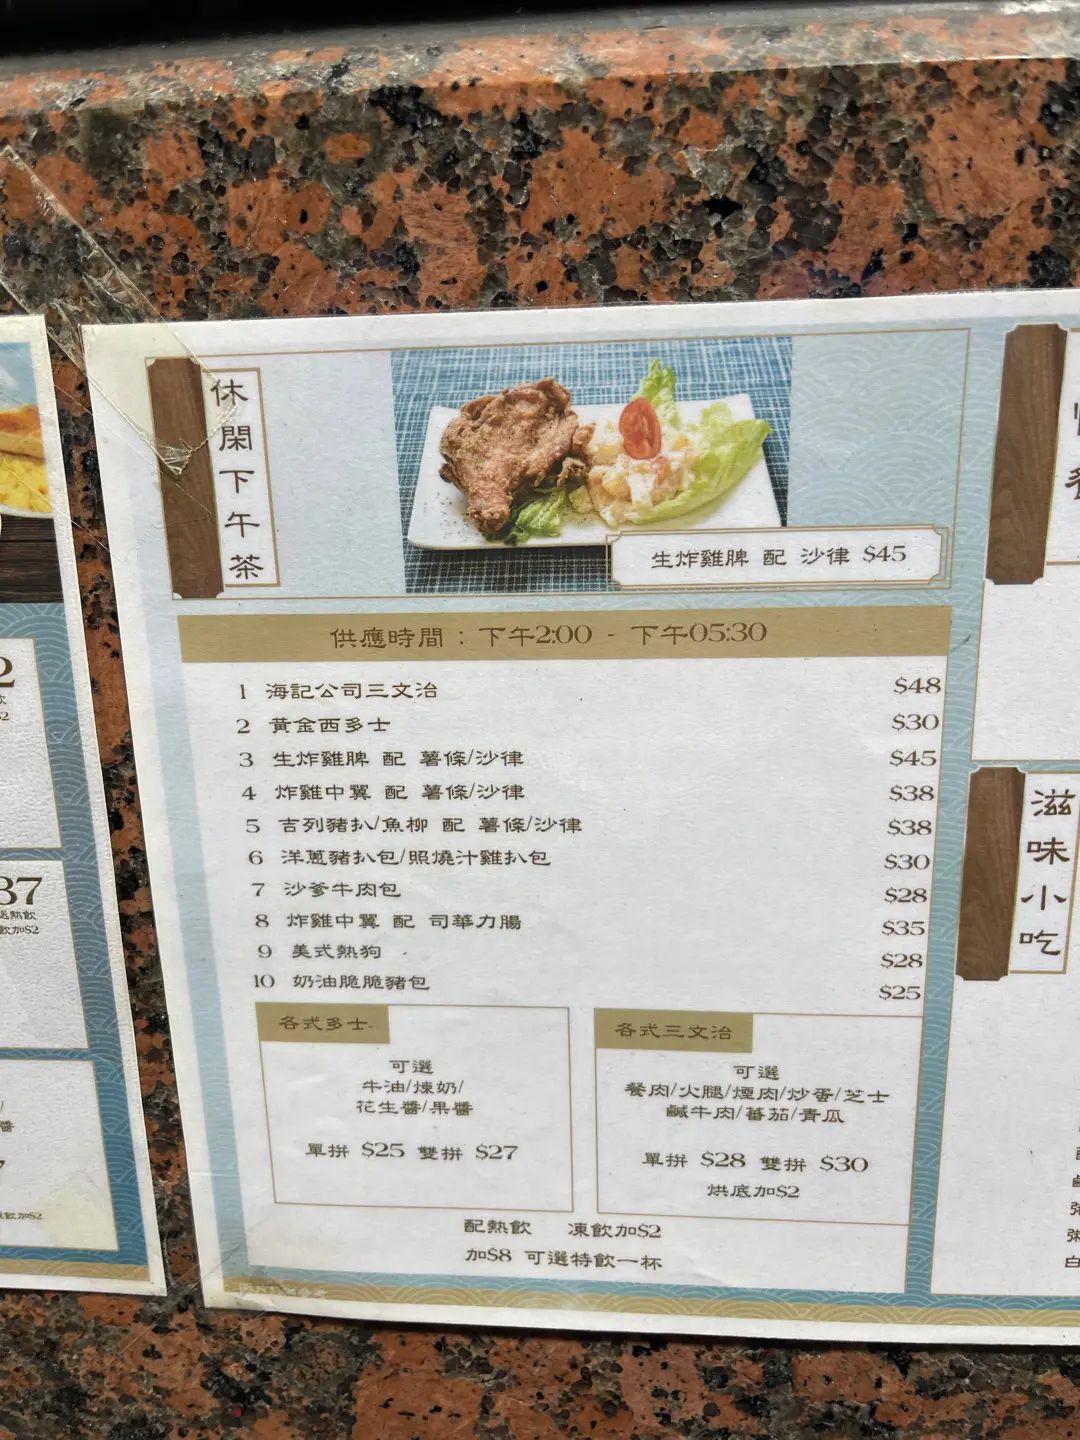 休閑下午茶
生炸雞脾 配 沙律 $45
供應時間：下午2:00 - 下午05:30
1 海記公司三文治 $48
2 黃金西多士 $30
3 生炸雞脾 配 薯條/沙律 $45
4 炸雞中翼 配 薯條/沙律 $38
5 吉列豬扒/魚柳 配 薯條/沙律 $38
6 洋蔥豬扒包/照燒汁雞扒包 $30
7 沙爹牛肉包 $28
8 炸雞中翼 配 司華力腸 $35
9 美式熱狗 $28
10 奶油脆脆豬包 $25
各式多士
可選
牛油/煉奶/
花生醬/果醬
單拼 $25 雙拼 $27
各式三文治
可選
餐肉/火腿/煙肉/炒蛋/芝士
鹹牛肉/蕃茄/青瓜
單拼 $28 雙拼 $30
烘底加$2
配熱飲 凍飲加$2
加$8 可選特飲一杯
滋味小吃
37
熱飲
飲加$2
醬
飲加$2